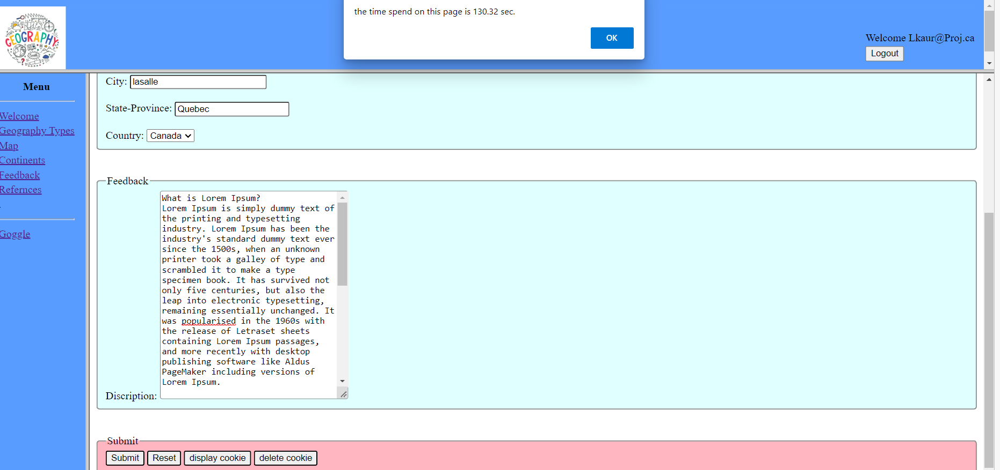 the time spend on this page is 130.32 sec.
OK
GEOGRAPHY
Welcome Lkaur@Proj.ca
Logout
Menu
Welcome
Geography Types
Map
Continents
Feedback
Refernces
.
Goggle
City: lasalle
State-Province: Quebec
Country: Canada
Feedback
What is Lorem Ipsum?
Lorem Ipsum is simply dummy text of
the printing and typesetting
industry. Lorem Ipsum has been the
industry's standard dummy text ever
since the 1500s, when an unknown
printer took a galley of type and
scrambled it to make a type
specimen book. It has survived not
only five centuries, but also the
leap into electronic typesetting,
remaining essentially unchanged. It
was popularised in the 1960s with
the release of Letraset sheets
containing Lorem Ipsum passages,
and more recently with desktop
publishing software like Aldus
PageMaker including versions of
Lorem Ipsum.
Discription:
Submit
Submit Reset display cookie delete cookie